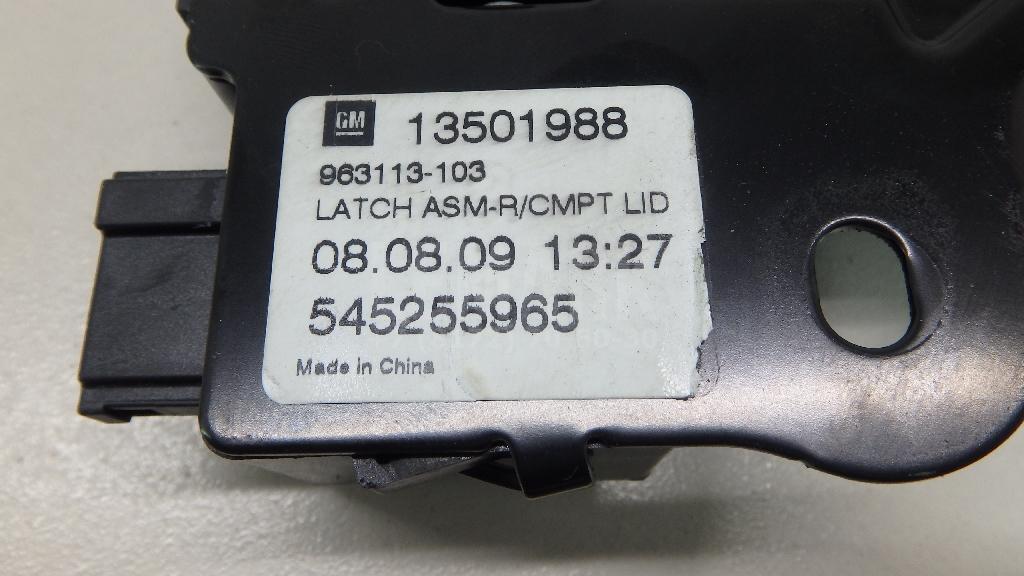 GM 13501988
963113-103
LATCH ASM-R/CMPT LID
08.08.09 13:27
545255965
Made in China